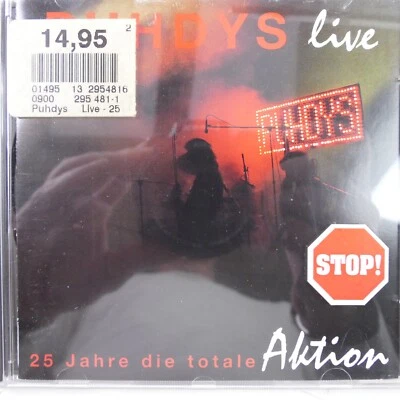 PUHDYS live
14,95
2
01495 13 2954816
0900 295 481-1
Puhdys Live - 25
PUHDYS
STOP!
25 Jahre die totale Aktion